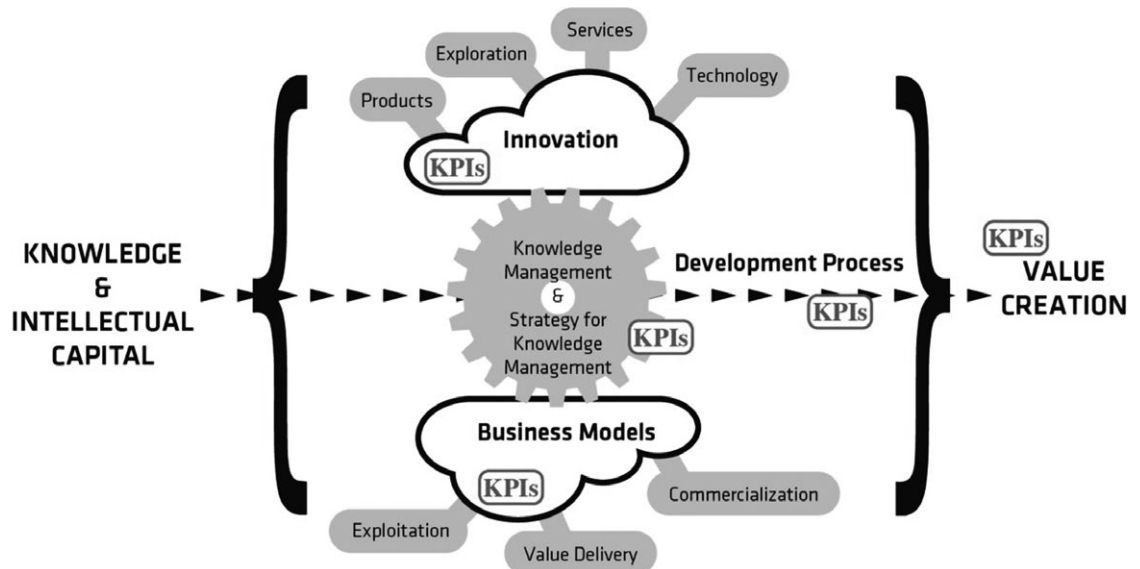 Services
Exploration
Technology
Products
Innovation
KPIs
KNOWLEDGE
&
INTELLECTUAL
CAPITAL
Knowledge
Management
&
Strategy for
Knowledge
Management
KPIs
Development Process
KPIs
KPIs
VALUE
CREATION
Business Models
KPIs
Commercialization
Exploitation
Value Delivery